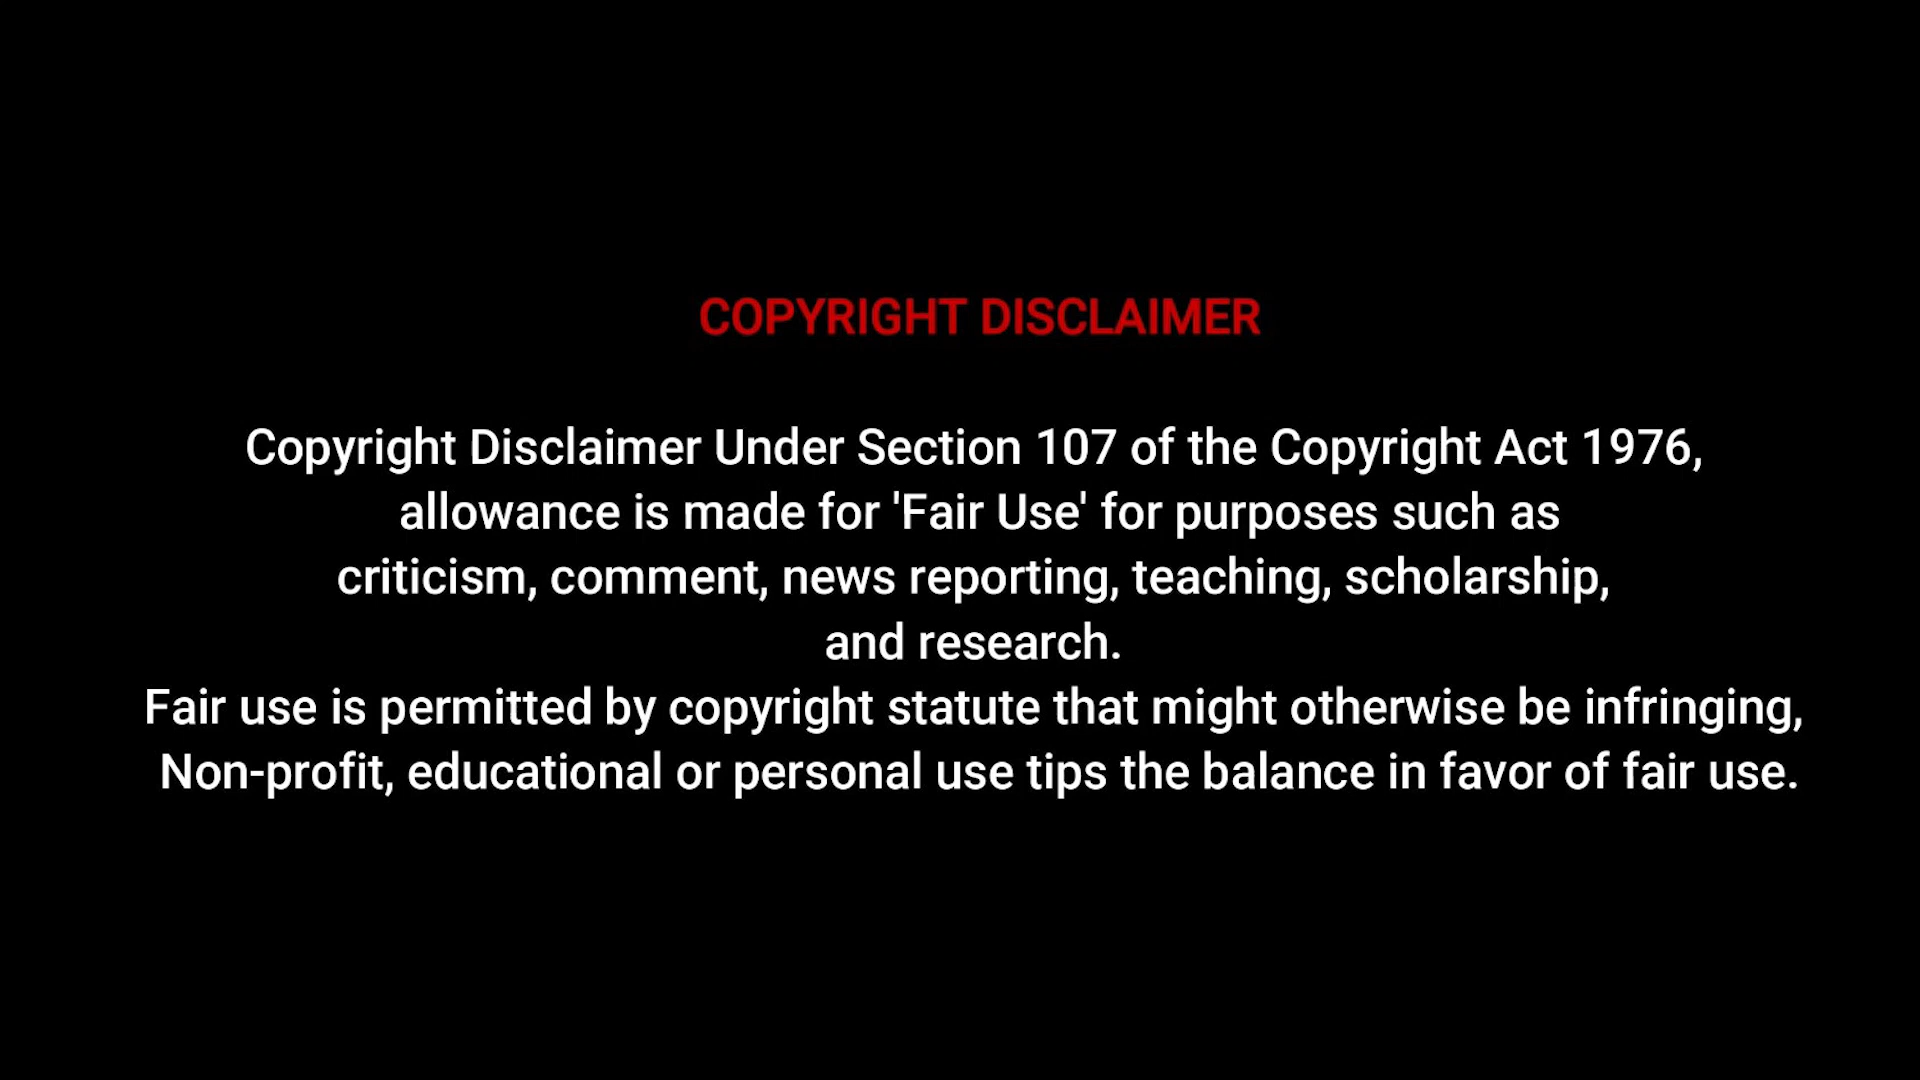 COPYRIGHT DISCLAIMER
Copyright Disclaimer Under Section 107 of the Copyright Act 1976,
allowance is made for 'Fair Use' for purposes such as
criticism, comment, news reporting, teaching, scholarship,
and research.
Fair use is permitted by copyright statute that might otherwise be infringing,
Non-profit, educational or personal use tips the balance in favor of fair use.